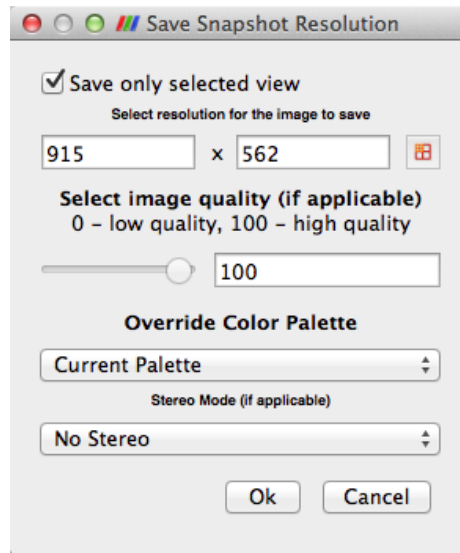 Save Snapshot Resolution
Save only selected view
Select resolution for the image to save
915 x 562
Select image quality (if applicable)
0 – low quality, 100 – high quality
100
Override Color Palette
Current Palette
Stereo Mode (if applicable)
No Stereo
Ok Cancel